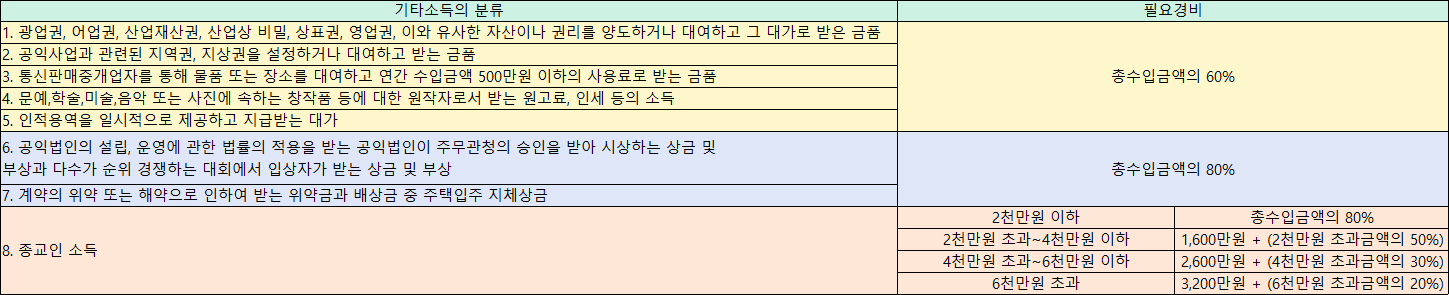 기타소득의 분류 필요경비
1. 광업권, 어업권, 산업재산권, 산업상 비밀, 상표권, 영업권, 이와 유사한 자산이나 권리를 양도하거나 대여하고 그 대가로 받은 금품
2. 공익사업과 관련된 지역권, 지상권을 설정하거나 대여하고 받는 금품
3. 통신판매중개업자를 통해 물품 또는 장소를 대여하고 연간 수입금액 500만원 이하의 사용료로 받는 금품 총수입금액의 60%
4. 문예,학술,미술,음악 또는 사진에 속하는 창작품 등에 대한 원작자로서 받는 원고료, 인세 등의 소득
5. 인적용역을 일시적으로 제공하고 지급받는 대가
6. 공익법인의 설립, 운영에 관한 법률의 적용을 받는 공익법인이 주무관청의 승인을 받아 시상하는 상금 및
부상과 다수가 순위 경쟁하는 대회에서 입상자가 받는 상금 및 부상 총수입금액의 80%
7. 계약의 위약 또는 해약으로 인하여 받는 위약금과 배상금 중 주택입주 지체상금
8. 종교인 소득
2천만원 이하 총수입금액의 80%
2천만원 초과~4천만원 이하 1,600만원 + (2천만원 초과금액의 50%)
4천만원 초과~6천만원 이하 2,600만원 + (4천만원 초과금액의 30%)
6천만원 초과 3,200만원 + (6천만원 초과금액의 20%)